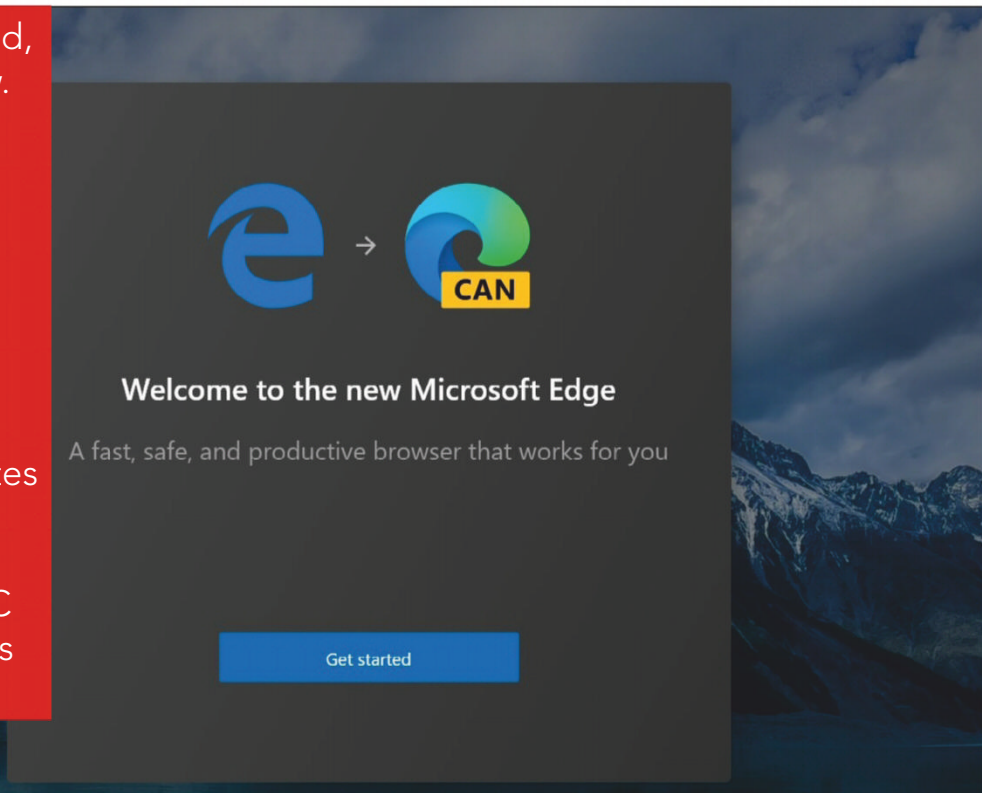 CAN
Welcome to the new Microsoft Edge
A fast, safe, and productive browser that works for you
Get started